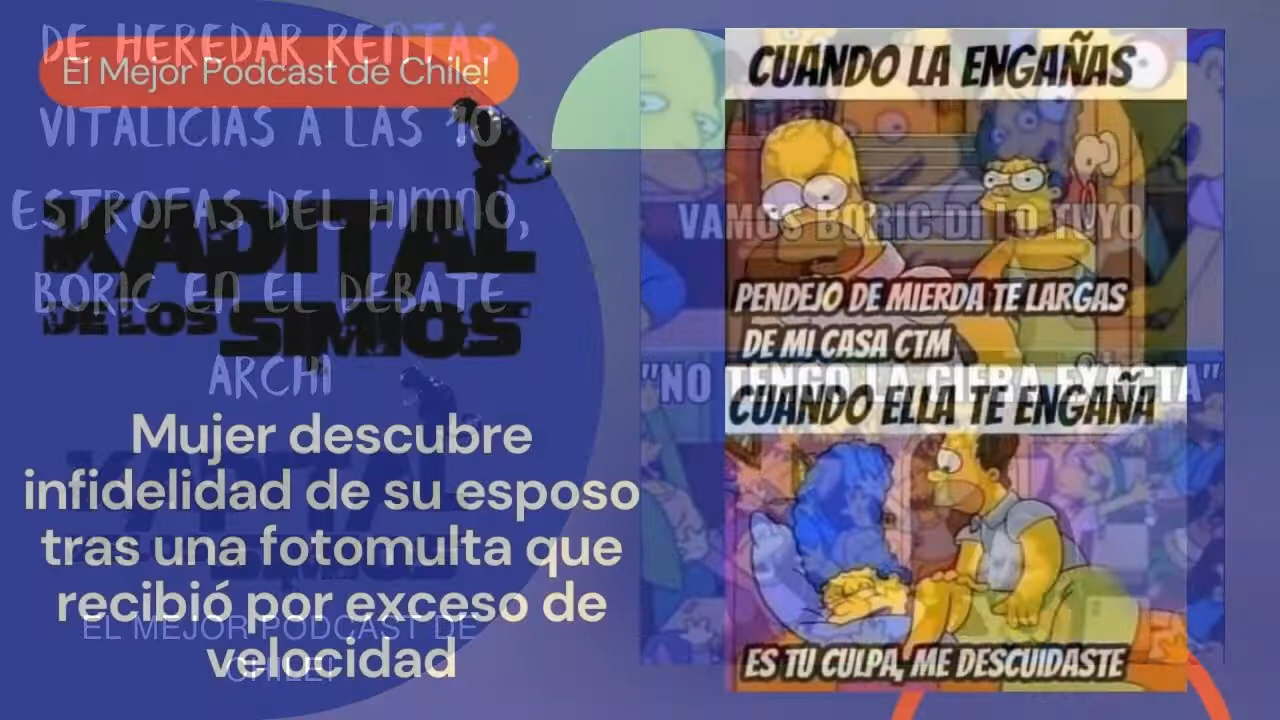 DE HEREDAR RENTAS
El Mejor Podcast de Chile!
VITALICIAS A LAS 10
ESTROFAS DEL HIMNO,
KAPITAL
BORIC EN EL DEBATE
DE LOS SIMIOS
ARCHI
Mujer descubre
infidelidad de su esposo
tras una fotomulta que
recibió por exceso de
velocidad
KAPITAL
EL MEJOR PODCAST DE
CHILE!
CUANDO LA ENGAÑAS
VAMOS BORIC DI LO TUYO
PENDEJO DE MIERDA TE LARGAS
DE MI CASA CTM
"NO TENGO LA CIFRA EXACTA"
CUANDO ELLA TE ENGAÑA
ES TU CULPA, ME DESCUIDASTE